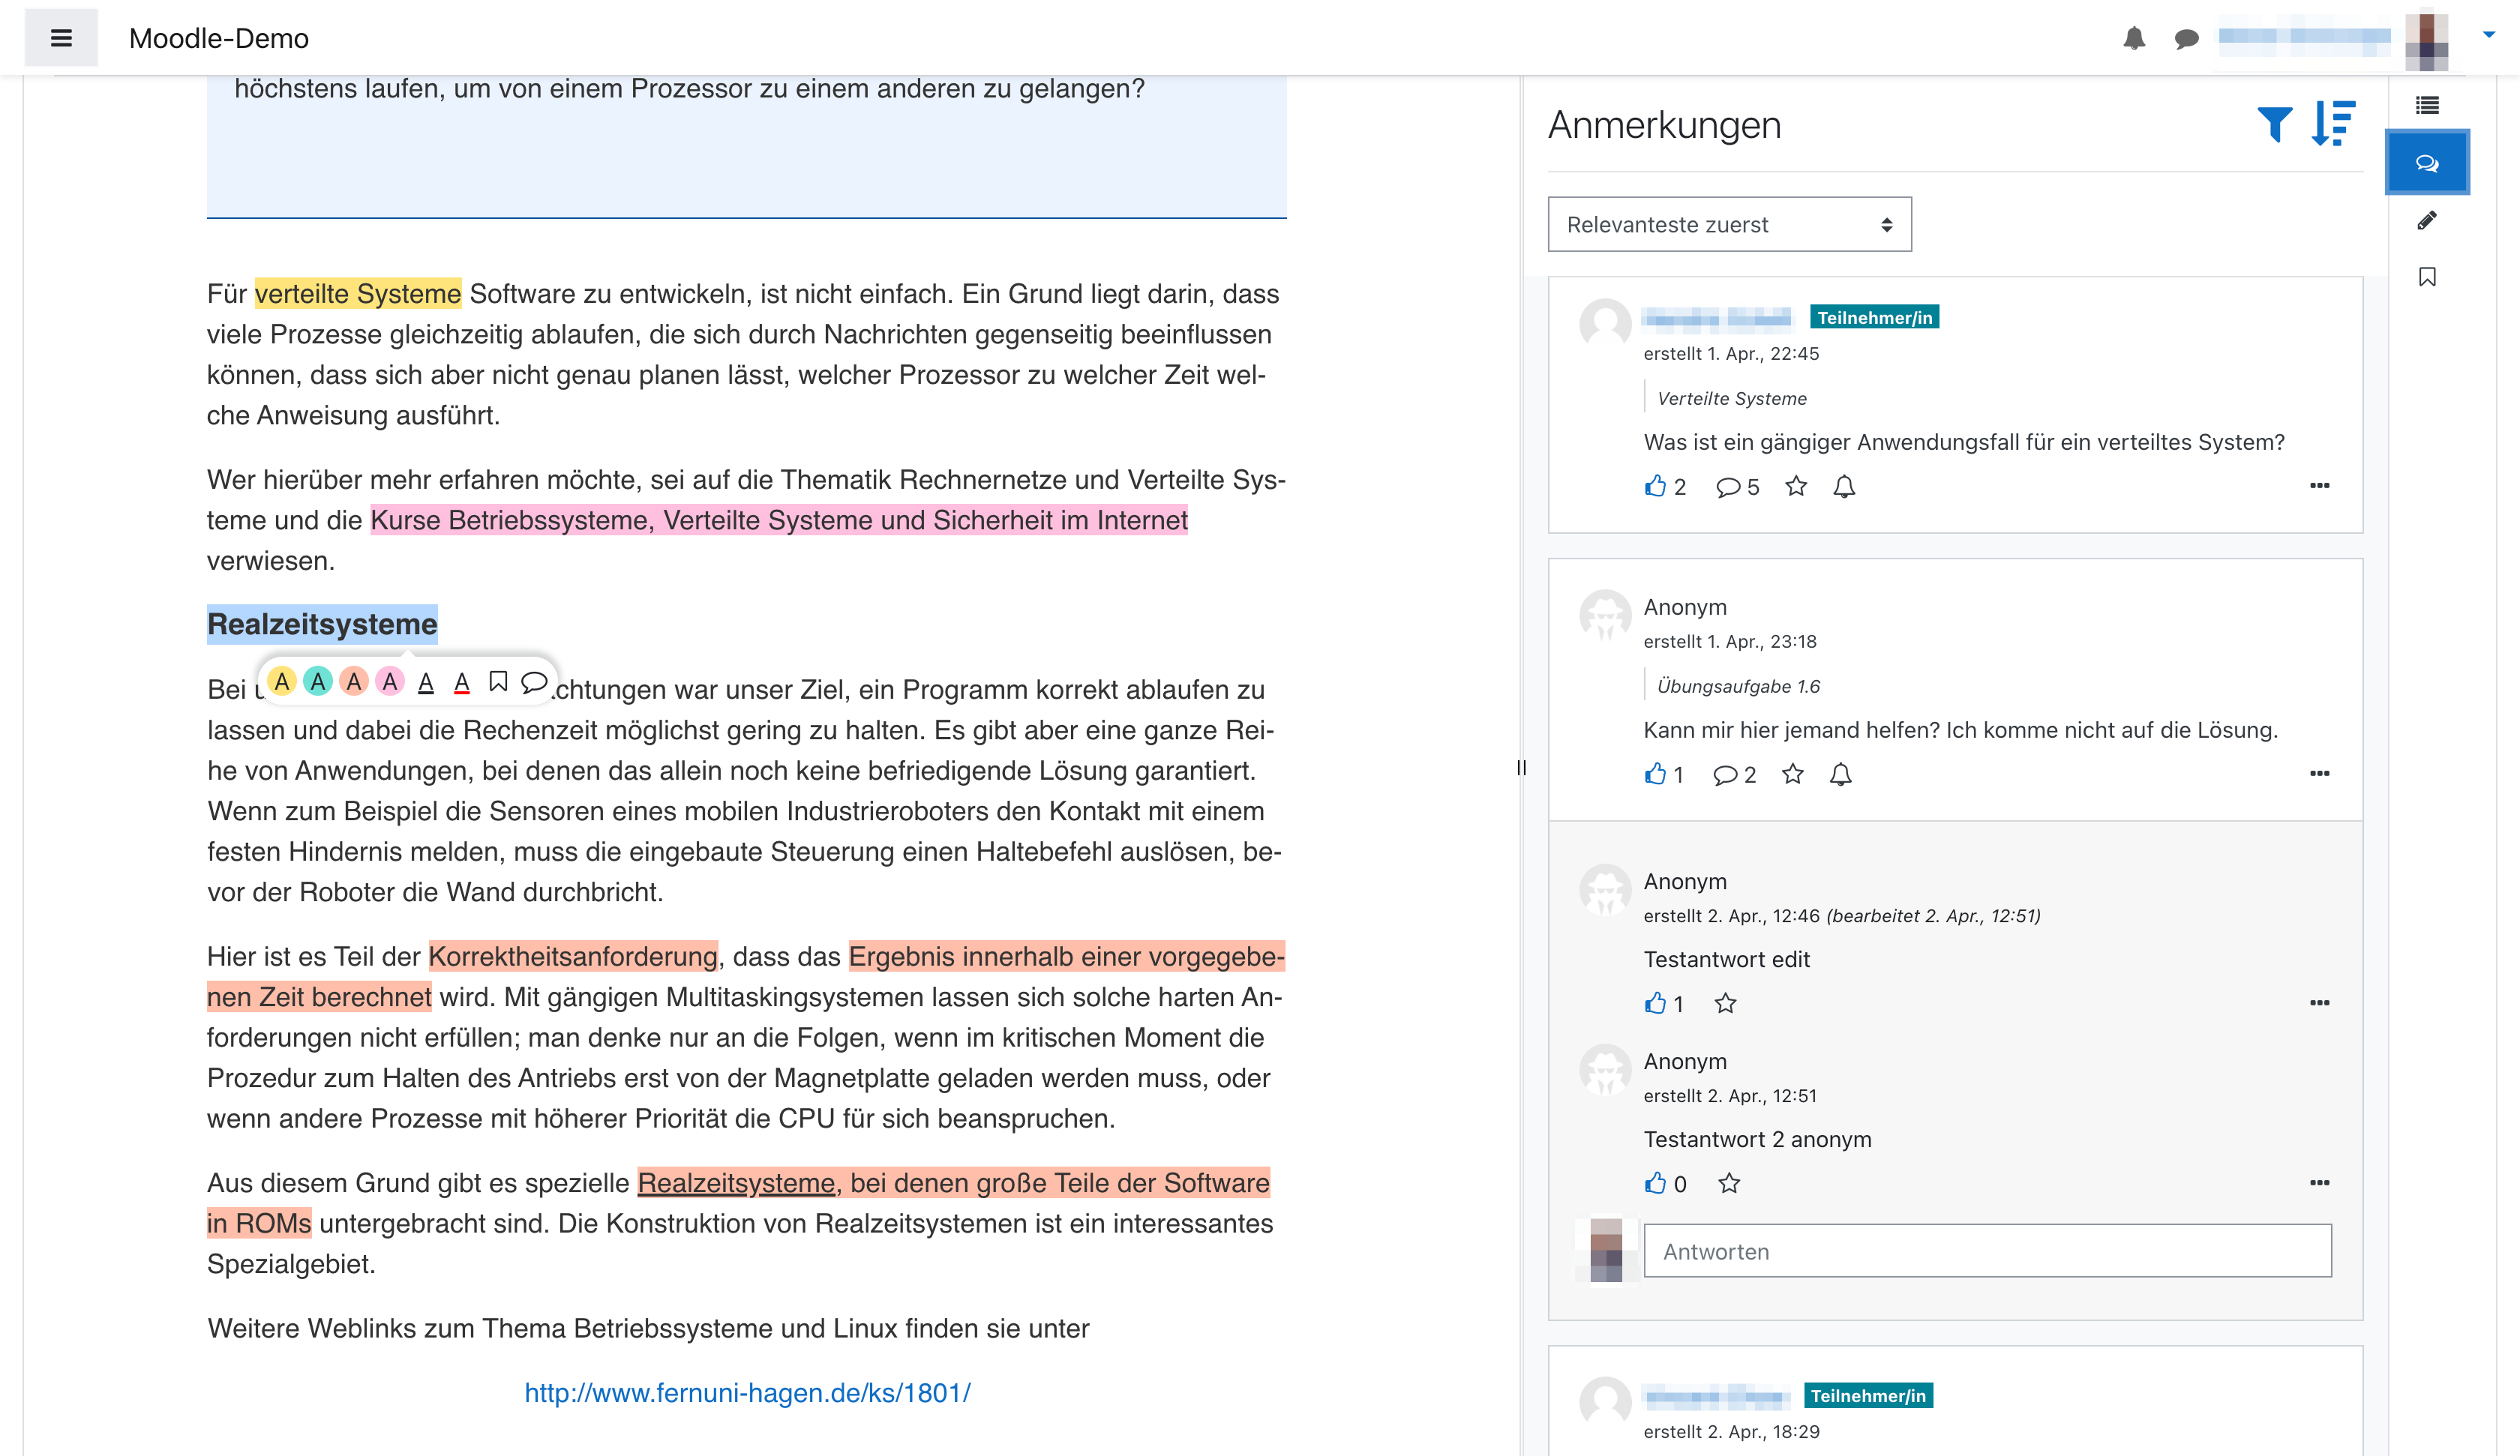 Moodle-Demo
höchstens laufen, um von einem Prozessor zu einem anderen zu gelangen?
Für verteilte Systeme Software zu entwickeln, ist nicht einfach. Ein Grund liegt darin, dass
viele Prozesse gleichzeitig ablaufen, die sich durch Nachrichten gegenseitig beeinflussen
können, dass sich aber nicht genau planen lässt, welcher Prozessor zu welcher Zeit wel-
che Anweisung ausführt.
Wer hierüber mehr erfahren möchte, sei auf die Thematik Rechnernetze und Verteilte Sys-
teme und die Kurse Betriebssysteme, Verteilte Systeme und Sicherheit im Internet
verwiesen.
Realzeitsysteme
A A A A A A
Bei chtungen war unser Ziel, ein Programm korrekt ablaufen zu
lassen und dabei die Rechenzeit möglichst gering zu halten. Es gibt aber eine ganze Rei-
he von Anwendungen, bei denen das allein noch keine befriedigende Lösung garantiert.
Wenn zum Beispiel die Sensoren eines mobilen Industrieroboters den Kontakt mit einem
festen Hindernis melden, muss die eingebaute Steuerung einen Haltebefehl auslösen, be-
vor der Roboter die Wand durchbricht.
Hier ist es Teil der Korrektheitsanforderung, dass das Ergebnis innerhalb einer vorgegebe-
nen Zeit berechnet wird. Mit gängigen Multitaskingsystemen lassen sich solche harten An-
forderungen nicht erfüllen; man denke nur an die Folgen, wenn im kritischen Moment die
Prozedur zum Halten des Antriebs erst von der Magnetplatte geladen werden muss, oder
wenn andere Prozesse mit höherer Priorität die CPU für sich beanspruchen.
Aus diesem Grund gibt es spezielle Realzeitsysteme, bei denen große Teile der Software
in ROMs untergebracht sind. Die Konstruktion von Realzeitsystemen ist ein interessantes
Spezialgebiet.
Weitere Weblinks zum Thema Betriebssysteme und Linux finden sie unter
http://www.fernuni-hagen.de/ks/1801/
Anmerkungen
Relevanteste zuerst
Teilnehmer/in
erstellt 1. Apr., 22:45
Verteilte Systeme
Was ist ein gängiger Anwendungsfall für ein verteiltes System?
2 5
Anonym
erstellt 1. Apr., 23:18
Übungsaufgabe 1.6
Kann mir hier jemand helfen? Ich komme nicht auf die Lösung.
1 2
Anonym
erstellt 2. Apr., 12:46 (bearbeitet 2. Apr., 12:51)
Testantwort edit
1
Anonym
erstellt 2. Apr., 12:51
Testantwort 2 anonym
0
Antworten
Teilnehmer/in
erstellt 2. Apr., 18:29